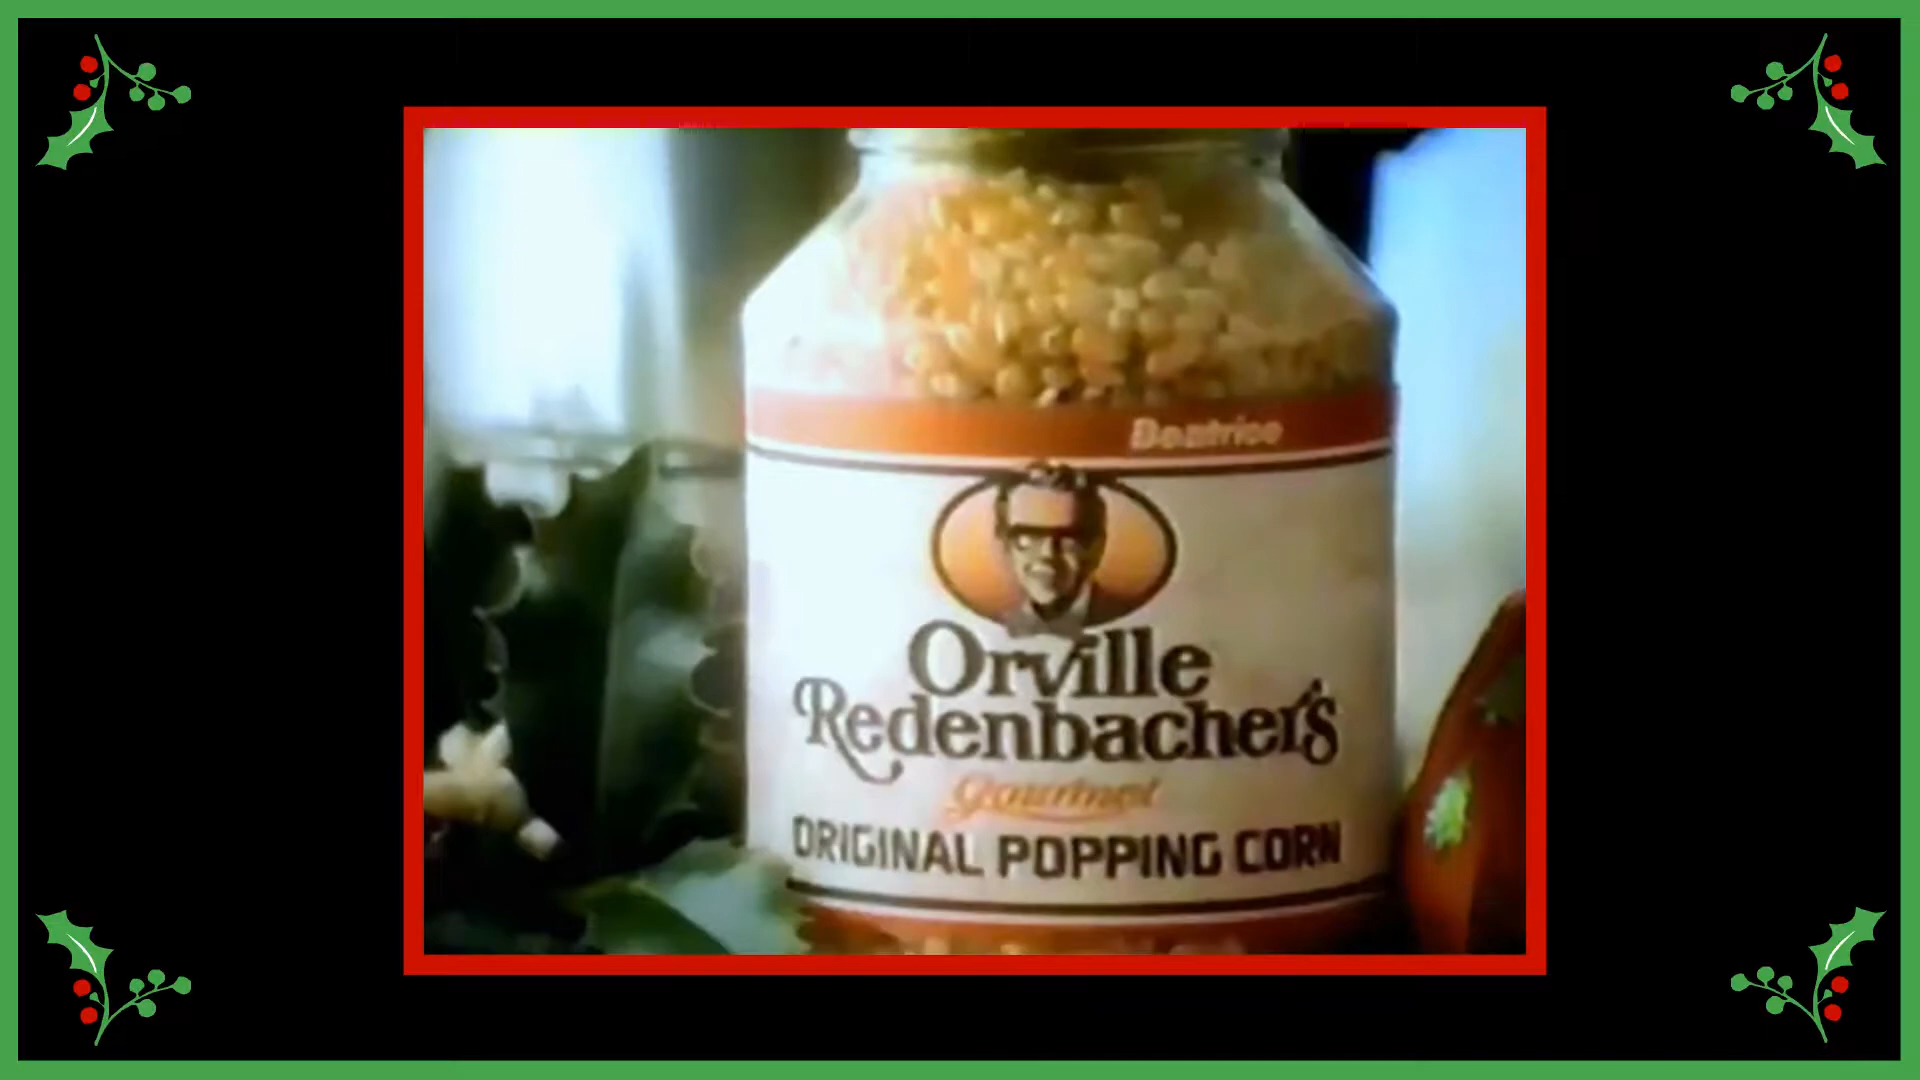 Beatrice
Orville
Redenbacher's
Gourmet
ORIGINAL POPPING CORN